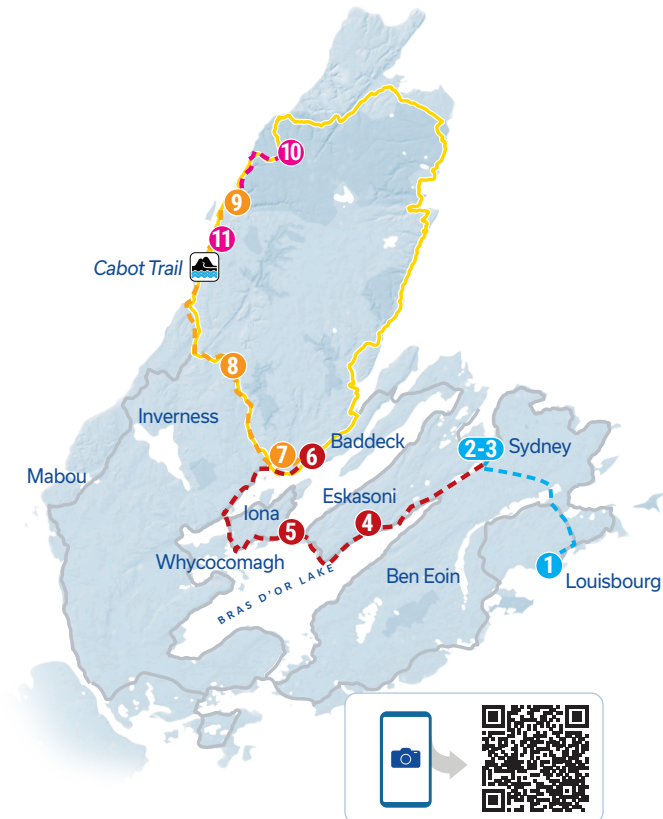 10
9
11
Cabot Trail
8
Inverness
7
6
Baddeck
2-3
Sydney
Mabou
Eskasoni
Iona
5
4
Whycocomagh
1
Ben Eoin
Louisbourg
BRAS D'OR LAKE